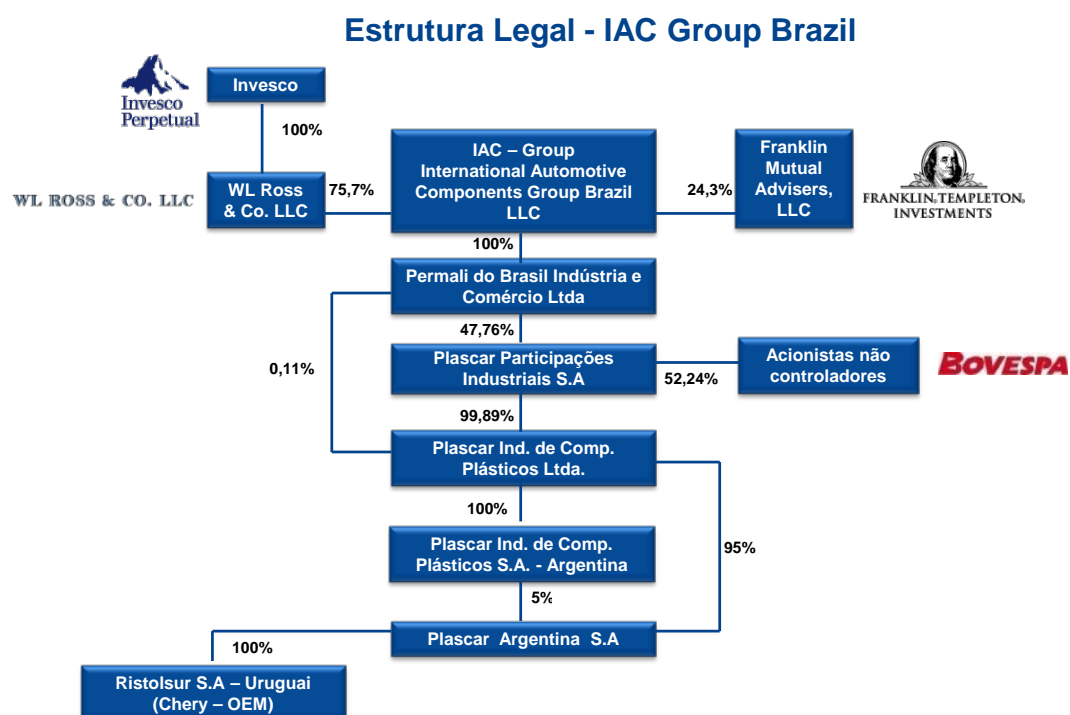 Estrutura Legal - IAC Group Brazil
Invesco
Perpetual
Invesco
100%
WL ROSS & CO. LLC
WL Ross
& Co. LLC
75,7%
IAC – Group
International Automotive
Components Group Brazil
LLC
24,3%
Franklin
Mutual
Advisers,
LLC
FRANKLIN TEMPLETON
INVESTMENTS
100%
Permali do Brasil Indústria e
Comércio Ltda
47,76%
0,11%
Plascar Participações
Industriais S.A
52,24%
Acionistas não
controladores
BOVESPA
99,89%
Plascar Ind. de Comp.
Plásticos Ltda.
100%
Plascar Ind. de Comp.
Plásticos S.A. - Argentina
95%
5%
Plascar Argentina S.A
100%
Ristolsur S.A – Uruguai
(Chery – OEM)